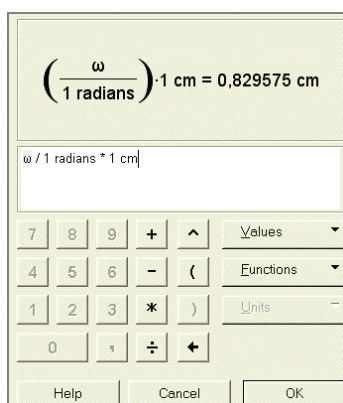 (ω / 1 radians)·1 cm = 0,829575 cm
ω / 1 radians * 1 cm
7 8 9 + ^ Values
4 5 6 - ( Functions
1 2 3 * ) Units
0 , ÷ ←
Help Cancel OK